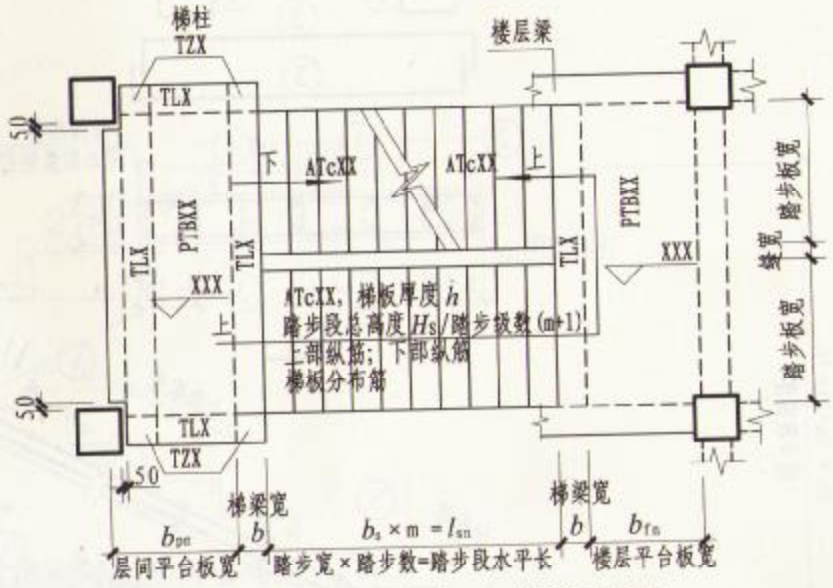 梯柱
TZX
楼层梁
TLX
50
下
ATcXX
ATcXX
上
踏步板宽
PTBXX
TLX
TLX
TLX
PTBXX
缝宽
XXX
XXX
ATcXX, 梯板厚度 h
踏步段总高度 Hs/踏步级数(m+1)
上
上部纵筋; 下部纵筋
梯板分布筋
踏步板宽
50
TLX
TZX
50
梯梁宽
梯梁宽
bpn
b
bs × m = lsn
b
bfn
层间平台板宽
踏步宽×踏步数=踏步段水平长
楼层平台板宽